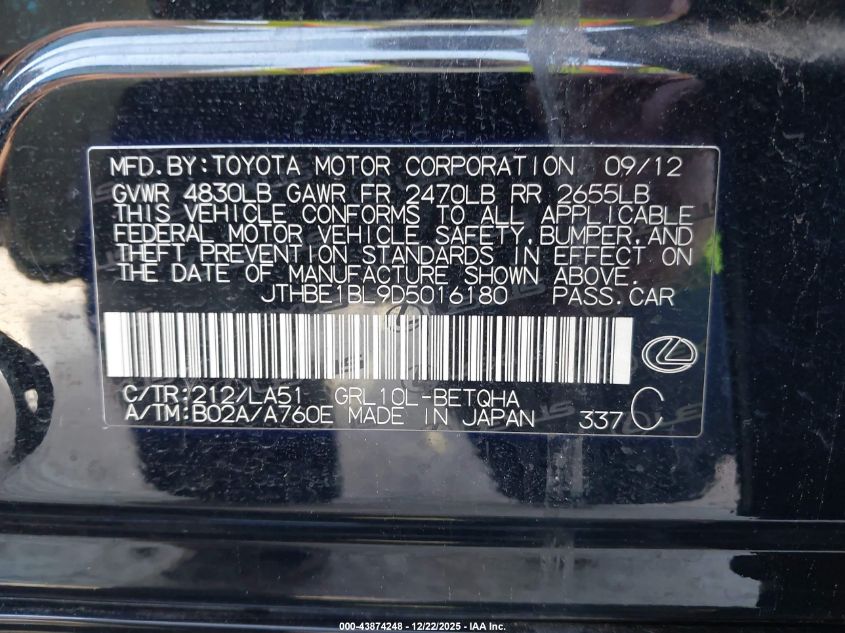 MFD.BY:TOYOTA MOTOR CORPORATION 09/12
GVWR 4830LB GAWR FR 2470LB RR 2655LB
THIS VEHICLE CONFORMS TO ALL APPLICABLE
FEDERAL MOTOR VEHICLE SAFETY,BUMPER,AND
THEFT PREVENTION STANDARDS IN EFFECT ON
THE DATE OF MANUFACTURE SHOWN ABOVE.
JTHBE1BL9D5016180 PASS.CAR
C/TR:212/LA51 GRL10L-BETQHA
A/TM:B02A/A760E MADE IN JAPAN 337 C
000-43874248 - 12/22/2025 - IAA Inc.